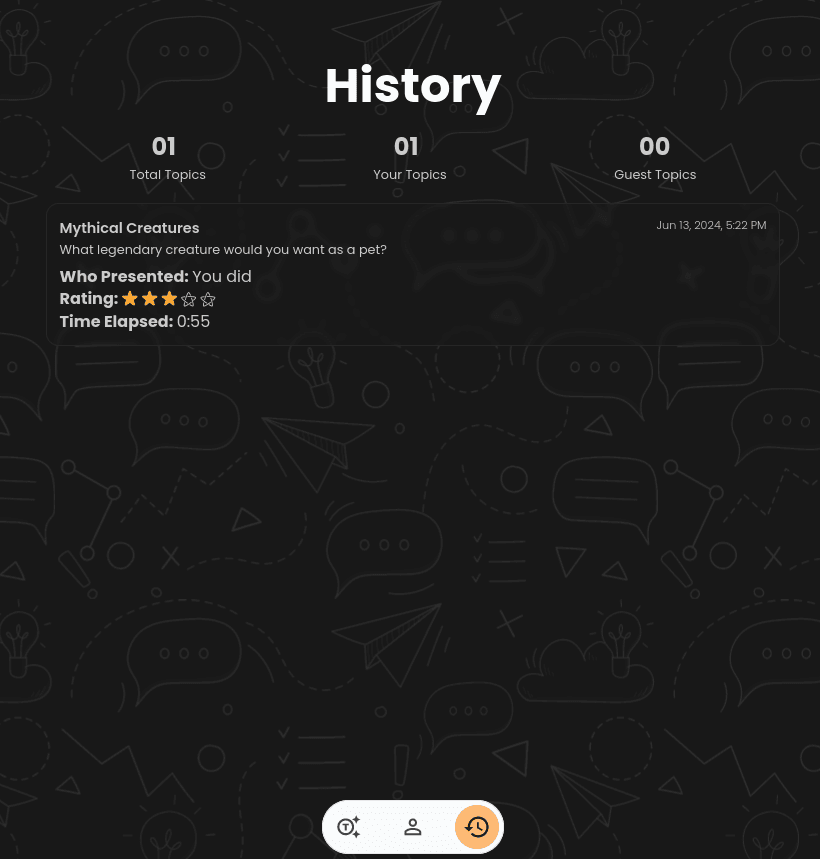 History
01 01 00
Total Topics Your Topics Guest Topics
Mythical Creatures Jun 13, 2024, 5:22 PM
What legendary creature would you want as a pet?
Who Presented: You did
Rating:
Time Elapsed: 0:55
T